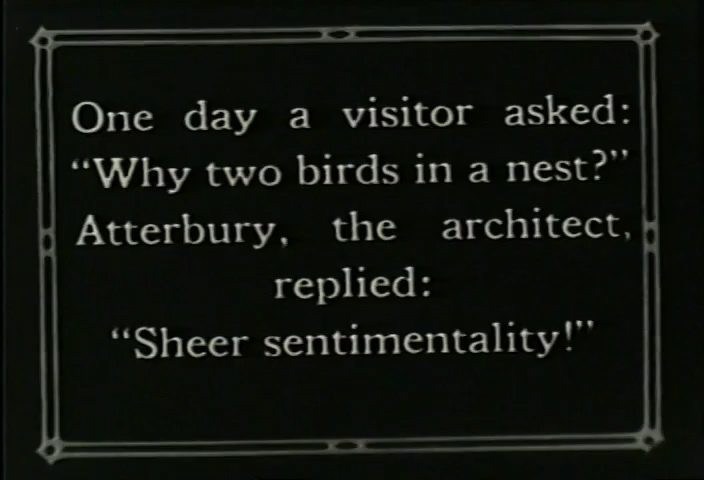 One day a visitor asked:
“Why two birds in a nest?”
Atterbury, the architect,
replied:
“Sheer sentimentality!”